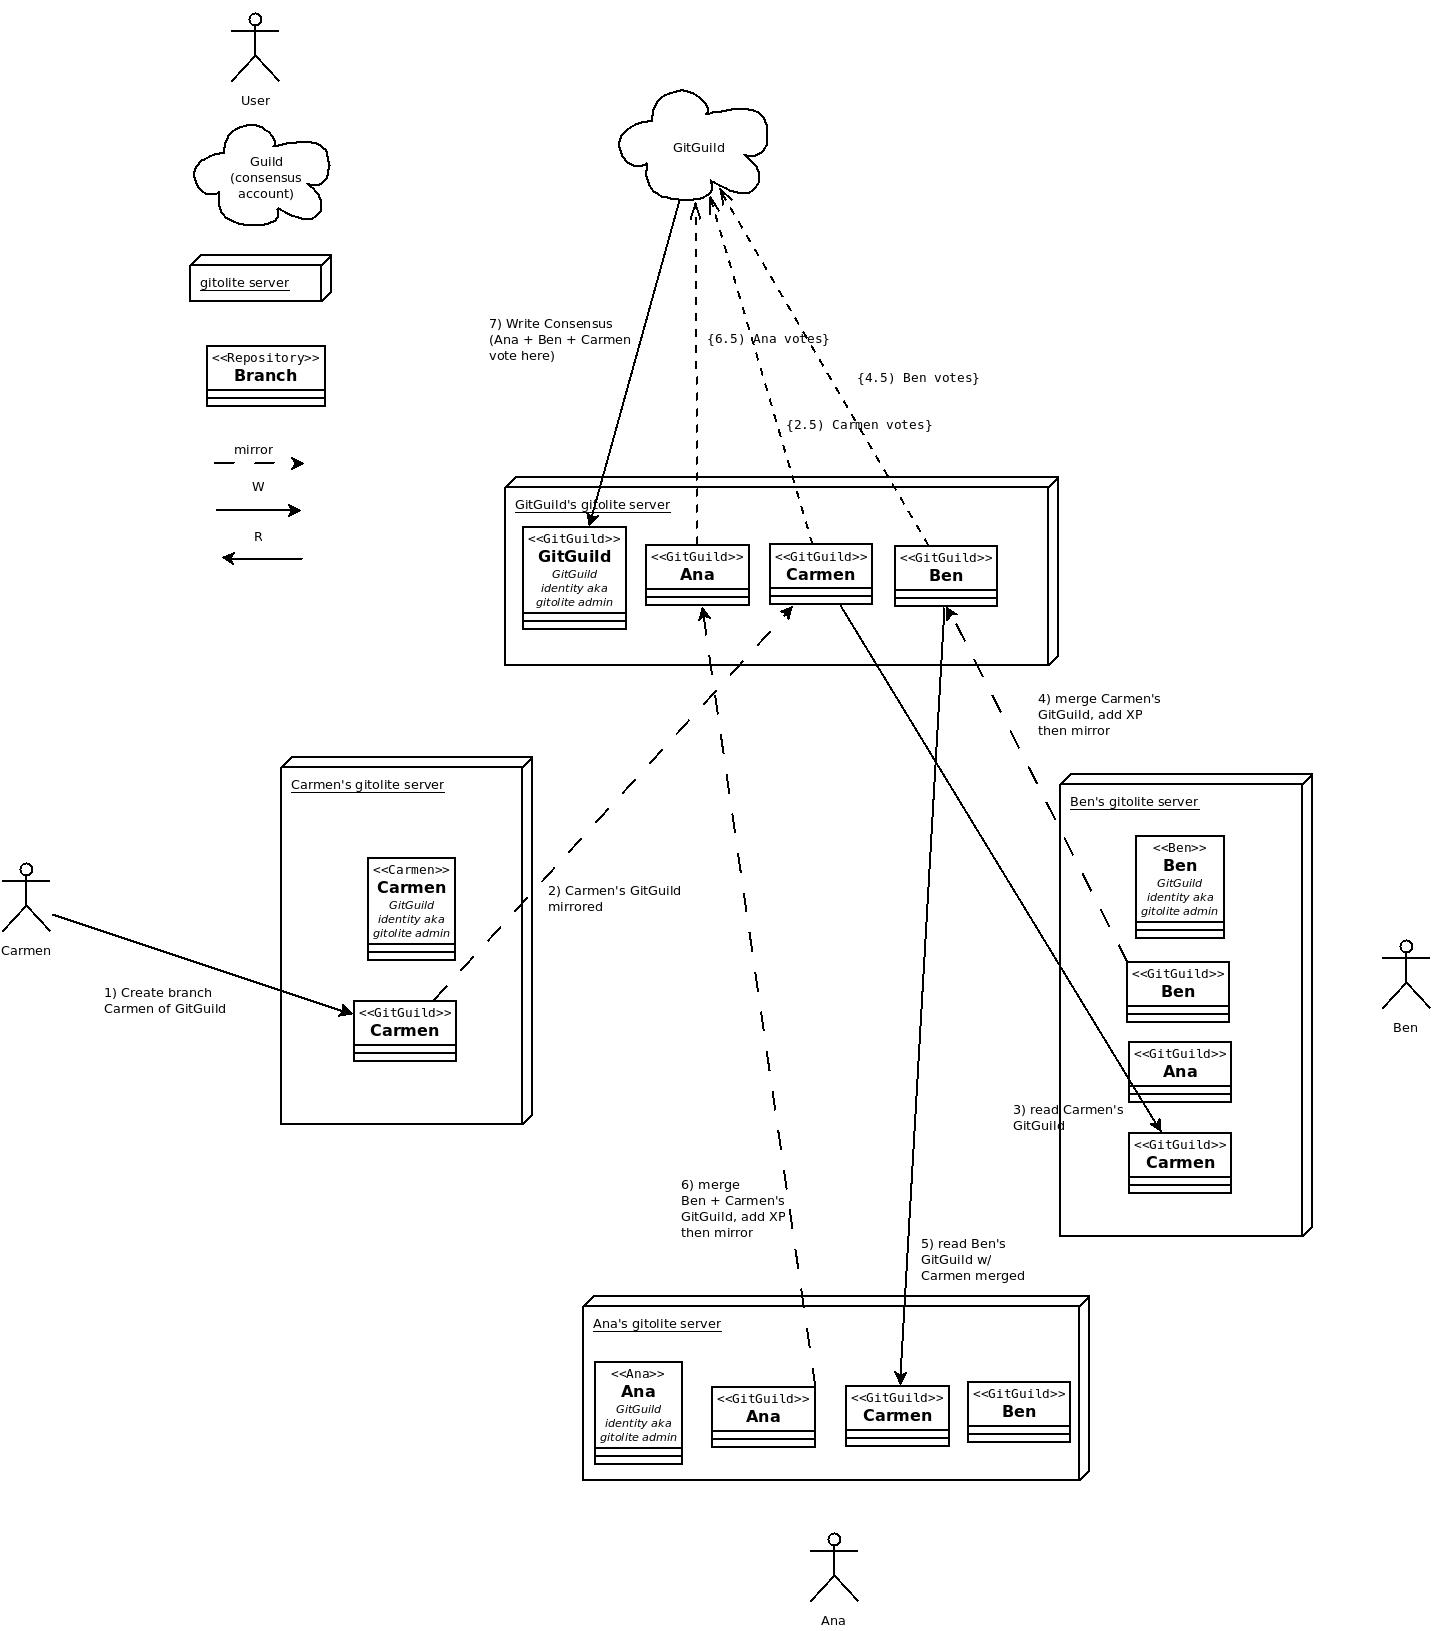 User
Guild
(consensus
account)
gitolite server
<<Repository>>
Branch
mirror
W
R
GitGuild
7) Write Consensus
(Ana + Ben + Carmen
vote here)
{6.5) Ana votes}
{4.5) Ben votes}
{2.5) Carmen votes}
GitGuild's gitolite server
<<GitGuild>>
GitGuild
GitGuild
identity aka
gitolite admin
<<GitGuild>>
Ana
<<GitGuild>>
Carmen
<<GitGuild>>
Ben
4) merge Carmen's
GitGuild, add XP
then mirror
Carmen's gitolite server
<<Carmen>>
Carmen
GitGuild
identity aka
gitolite admin
<<GitGuild>>
Carmen
2) Carmen's GitGuild
mirrored
Carmen
1) Create branch
Carmen of GitGuild
Ben's gitolite server
<<Ben>>
Ben
GitGuild
identity aka
gitolite admin
<<GitGuild>>
Ben
<<GitGuild>>
Ana
<<GitGuild>>
Carmen
Ben
3) read Carmen's
GitGuild
6) merge
Ben + Carmen's
GitGuild, add XP
then mirror
5) read Ben's
GitGuild w/
Carmen merged
Ana's gitolite server
<<Ana>>
Ana
GitGuild
identity aka
gitolite admin
<<GitGuild>>
Ana
<<GitGuild>>
Carmen
<<GitGuild>>
Ben
Ana